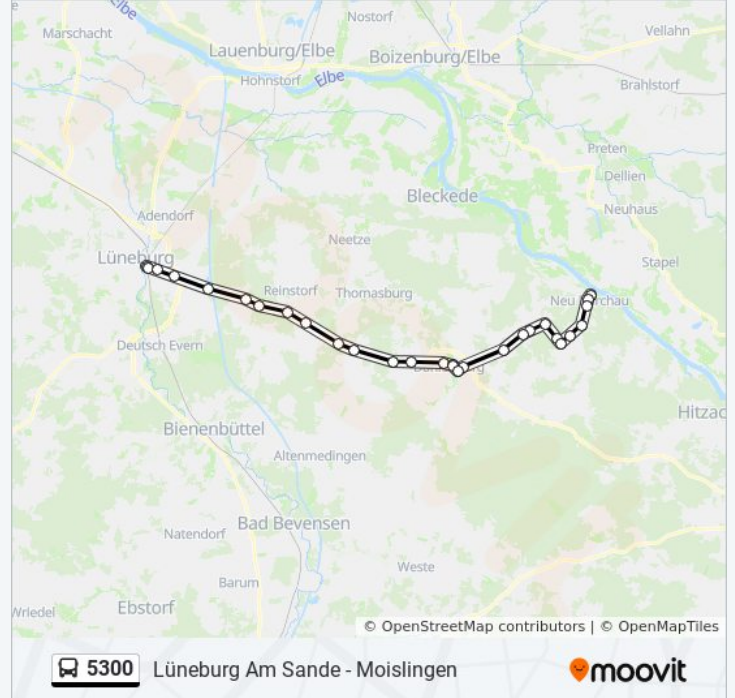 Elbe
Nostorf
Marschacht
Vellahn
Lauenburg/Elbe
Boizenburg/Elbe
Hohnstorf
Elbe
Brahlstorf
Preten
Dellien
Bleckede
Neuhaus
Adendorf
Neetze
Lüneburg
Stapel
Reinstorf
Thomasburg
Deutsch Evern
Hitzac
Bienenbüttel
Altenmedingen
Bad Bevensen
Natendorf
Weste
Barum
Ebstorf
Wriedel
© OpenStreetMap contributors | © OpenMapTiles
5300
Lüneburg Am Sande - Moislingen
moovit